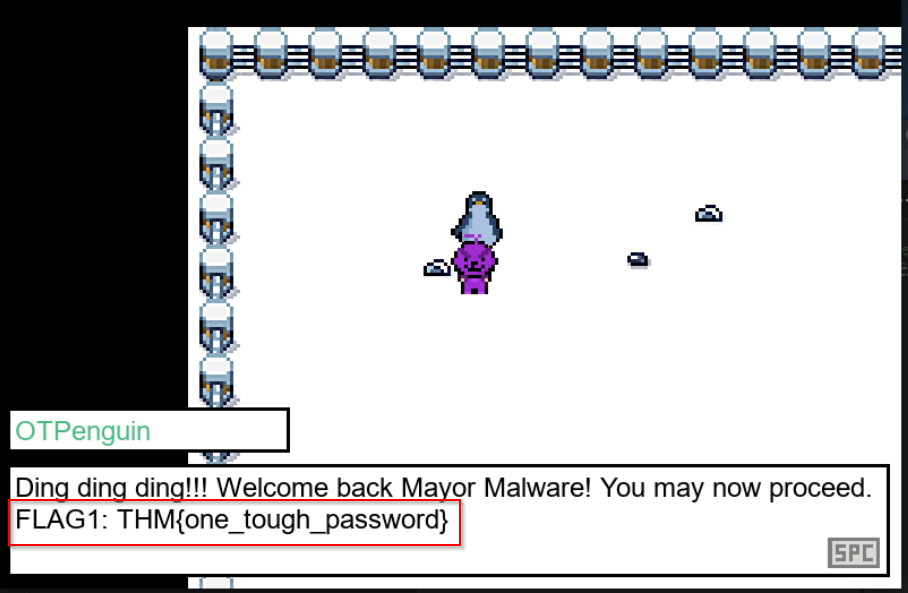 OTPenguin
Ding ding ding!!! Welcome back Mayor Malware! You may now proceed.
FLAG1: THM{one_tough_password}
SPC